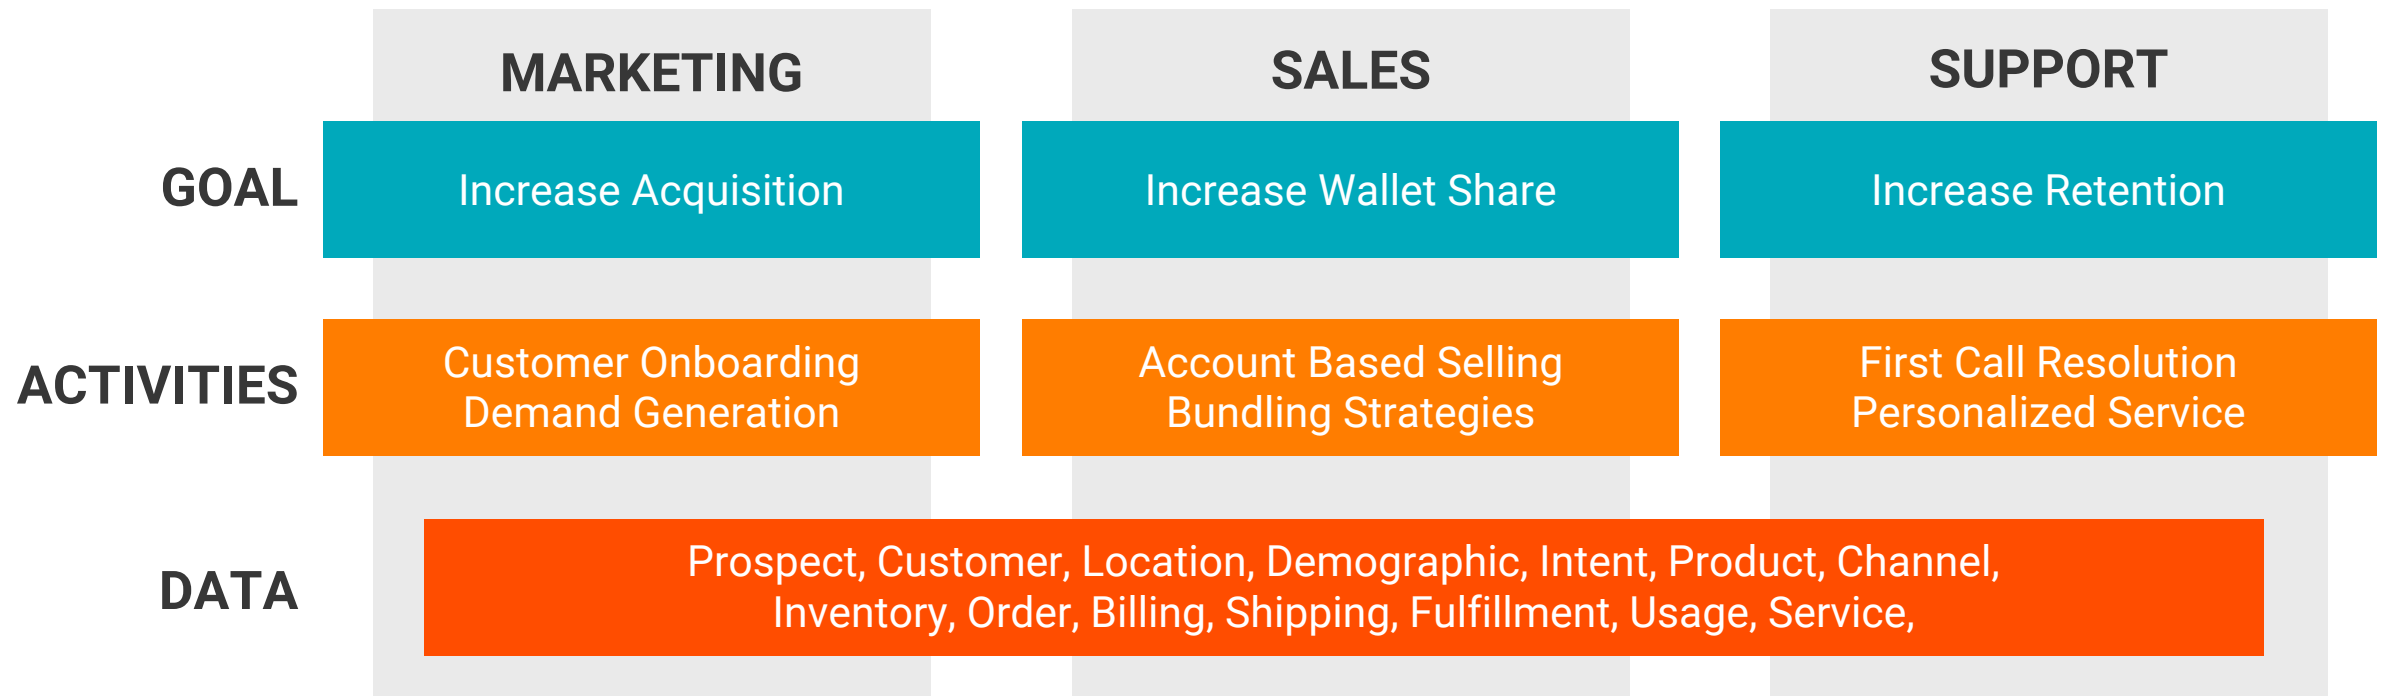 MARKETING
SALES
SUPPORT
GOAL
Increase Acquisition
Increase Wallet Share
Increase Retention
ACTIVITIES
Customer Onboarding
Demand Generation
Account Based Selling
Bundling Strategies
First Call Resolution
Personalized Service
DATA
Prospect, Customer, Location, Demographic, Intent, Product, Channel,
Inventory, Order, Billing, Shipping, Fulfillment, Usage, Service,